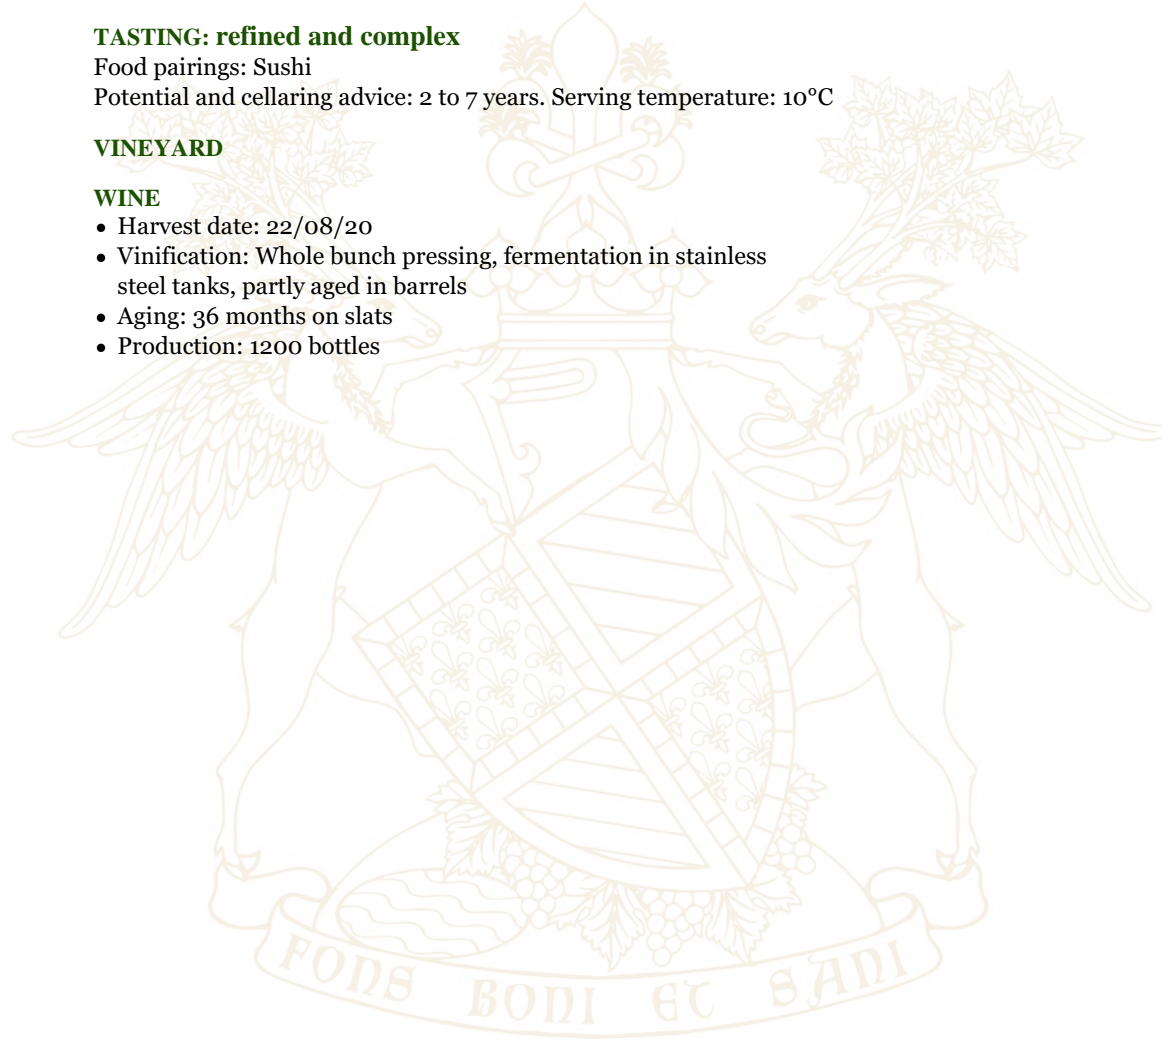 TASTING: refined and complex
Food pairings: Sushi
Potential and cellaring advice: 2 to 7 years. Serving temperature: 10°C
VINEYARD
WINE
• Harvest date: 22/08/20
• Vinification: Whole bunch pressing, fermentation in stainless
steel tanks, partly aged in barrels
• Aging: 36 months on slats
• Production: 1200 bottles
FONS BONI ET SANI